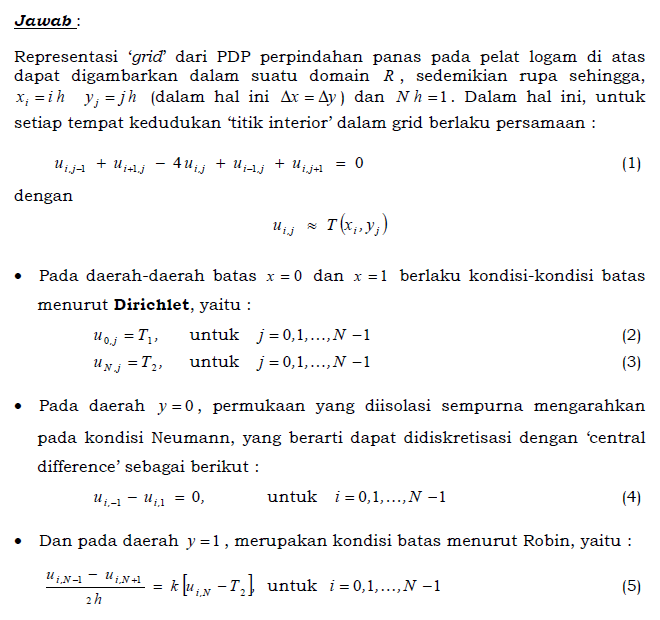 Jawab :
Representasi ‘grid’ dari PDP perpindahan panas pada pelat logam di atas
dapat digambarkan dalam suatu domain R , sedemikian rupa sehingga,
x_i = i h   y_j = j h (dalam hal ini Δx = Δy ) dan N h = 1 . Dalam hal ini, untuk
setiap tempat kedudukan ‘titik interior’ dalam grid berlaku persamaan :
u_{i,j−1} + u_{i+1,j} − 4 u_{i,j} + u_{i−1,j} + u_{i,j+1} = 0 (1)
dengan
u_{i,j} ≈ T(x_i, y_j)
• Pada daerah-daerah batas x = 0 dan x = 1 berlaku kondisi-kondisi batas
menurut Dirichlet, yaitu :
u_{0,j} = T_1, untuk j = 0,1,...,N − 1 (2)
u_{N,j} = T_2, untuk j = 0,1,...,N − 1 (3)
• Pada daerah y = 0 , permukaan yang diisolasi sempurna mengarahkan
pada kondisi Neumann, yang berarti dapat didiskretisasi dengan ‘central
difference’ sebagai berikut :
u_{i,−1} − u_{i,1} = 0, untuk i = 0,1,...,N − 1 (4)
• Dan pada daerah y = 1 , merupakan kondisi batas menurut Robin, yaitu :
(u_{i,N−1} − u_{i,N+1}) / 2h = k [u_{i,N} − T_2], untuk i = 0,1,...,N − 1 (5)